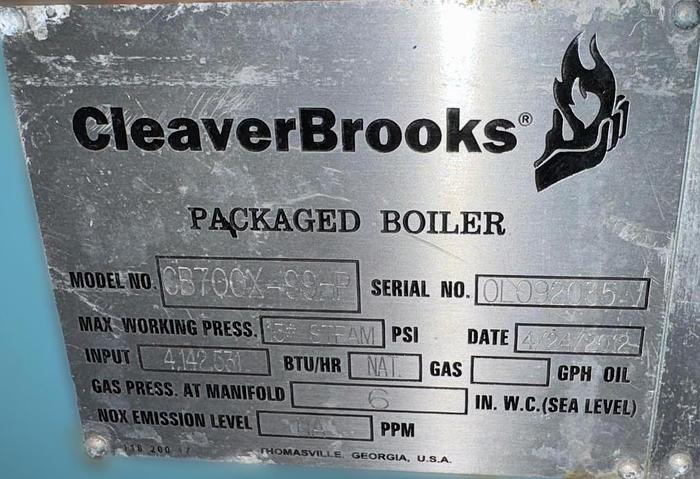 CleaverBrooks®
PACKAGED BOILER
MODEL NO. CB700X-99-P SERIAL NO.
MAX WORKING PRESS. STEAM PSI DATE 4/24/2012
INPUT 4,142,531 BTU/HR NAT. GAS GPH OIL
GAS PRESS. AT MANIFOLD 6 IN. W.C.(SEA LEVEL)
NOX EMISSION LEVEL PPM
THOMASVILLE, GEORGIA, U.S.A.